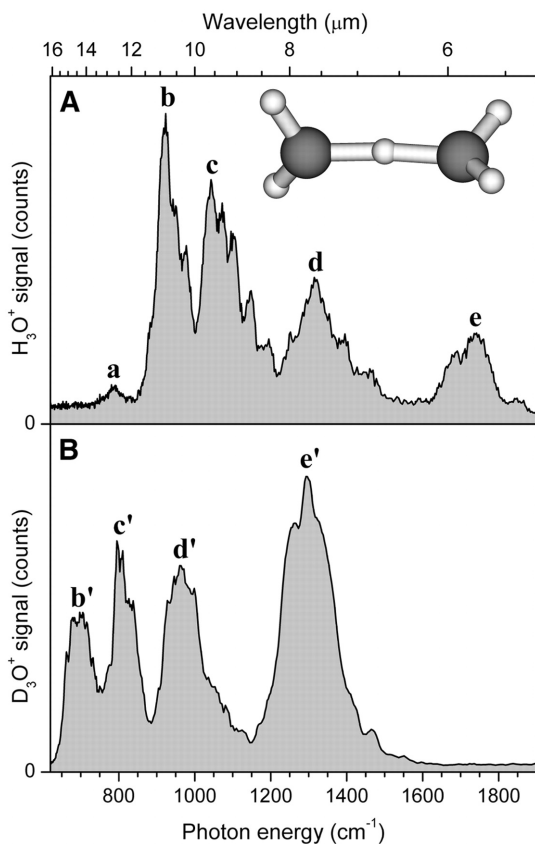 Wavelength (μm)
16 14 12 10 8 6
A
b
c
d
e
a
H₃O⁺ signal (counts)
0
B
e'
c'
d'
b'
D₃O⁺ signal (counts)
0
800 1000 1200 1400 1600 1800
Photon energy (cm⁻¹)